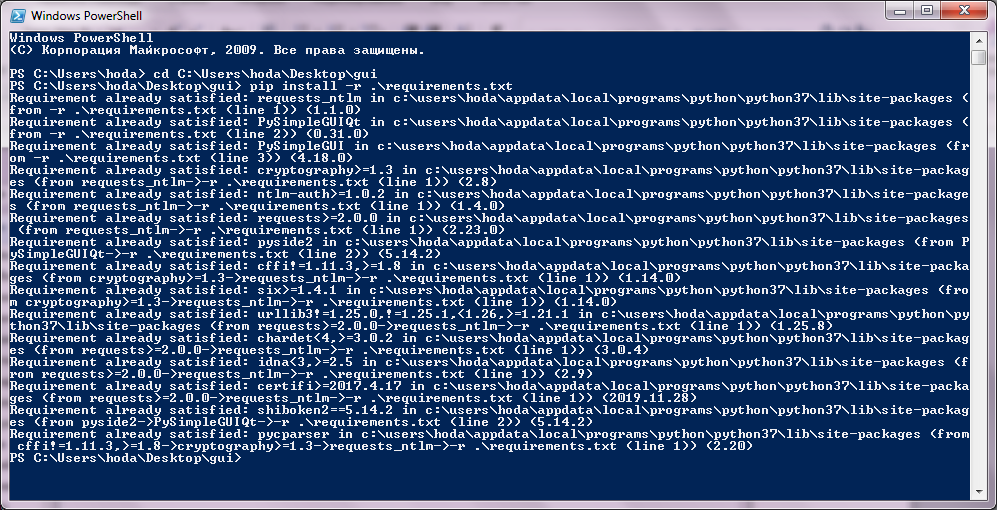 Windows PowerShell
Windows PowerShell
(C) Корпорация Майкрософт, 2009. Все права защищены.
PS C:\Users\hoda> cd C:\Users\hoda\Desktop\gui
PS C:\Users\hoda\Desktop\gui> pip install -r .\requirements.txt
Requirement already satisfied: requests_ntlm in c:\users\hoda\appdata\local\programs\python\python37\lib\site-packages (
from -r .\requirements.txt (line 1)) (1.1.0)
Requirement already satisfied: PySimpleGUIQt in c:\users\hoda\appdata\local\programs\python\python37\lib\site-packages (
from -r .\requirements.txt (line 2)) (0.31.0)
Requirement already satisfied: PySimpleGUI in c:\users\hoda\appdata\local\programs\python\python37\lib\site-packages (fr
om -r .\requirements.txt (line 3)) (4.18.0)
Requirement already satisfied: cryptography>=1.3 in c:\users\hoda\appdata\local\programs\python\python37\lib\site-packag
es (from requests_ntlm->-r .\requirements.txt (line 1)) (2.8)
Requirement already satisfied: ntlm-auth>=1.0.2 in c:\users\hoda\appdata\local\programs\python\python37\lib\site-package
s (from requests_ntlm->-r .\requirements.txt (line 1)) (1.4.0)
Requirement already satisfied: requests>=2.0.0 in c:\users\hoda\appdata\local\programs\python\python37\lib\site-packages
(from requests_ntlm->-r .\requirements.txt (line 1)) (2.23.0)
Requirement already satisfied: pyside2 in c:\users\hoda\appdata\local\programs\python\python37\lib\site-packages (from P
ySimpleGUIQt->-r .\requirements.txt (line 2)) (5.14.2)
Requirement already satisfied: cffi!=1.11.3,>=1.8 in c:\users\hoda\appdata\local\programs\python\python37\lib\site-packa
ges (from cryptography>=1.3->requests_ntlm->-r .\requirements.txt (line 1)) (1.14.0)
Requirement already satisfied: six>=1.4.1 in c:\users\hoda\appdata\local\programs\python\python37\lib\site-packages (fro
m cryptography>=1.3->requests_ntlm->-r .\requirements.txt (line 1)) (1.14.0)
Requirement already satisfied: urllib3!=1.25.0,!=1.25.1,<1.26,>=1.21.1 in c:\users\hoda\appdata\local\programs\python\py
thon37\lib\site-packages (from requests>=2.0.0->requests_ntlm->-r .\requirements.txt (line 1)) (1.25.8)
Requirement already satisfied: chardet<4,>=3.0.2 in c:\users\hoda\appdata\local\programs\python\python37\lib\site-packag
es (from requests>=2.0.0->requests_ntlm->-r .\requirements.txt (line 1)) (3.0.4)
Requirement already satisfied: idna<3,>=2.5 in c:\users\hoda\appdata\local\programs\python\python37\lib\site-packages (f
rom requests>=2.0.0->requests_ntlm->-r .\requirements.txt (line 1)) (2.9)
Requirement already satisfied: certifi>=2017.4.17 in c:\users\hoda\appdata\local\programs\python\python37\lib\site-packa
ges (from requests>=2.0.0->requests_ntlm->-r .\requirements.txt (line 1)) (2019.11.28)
Requirement already satisfied: shiboken2==5.14.2 in c:\users\hoda\appdata\local\programs\python\python37\lib\site-packag
es (from pyside2->PySimpleGUIQt->-r .\requirements.txt (line 2)) (5.14.2)
Requirement already satisfied: pycparser in c:\users\hoda\appdata\local\programs\python\python37\lib\site-packages (from
cffi!=1.11.3,>=1.8->cryptography>=1.3->requests_ntlm->-r .\requirements.txt (line 1)) (2.20)
PS C:\Users\hoda\Desktop\gui>